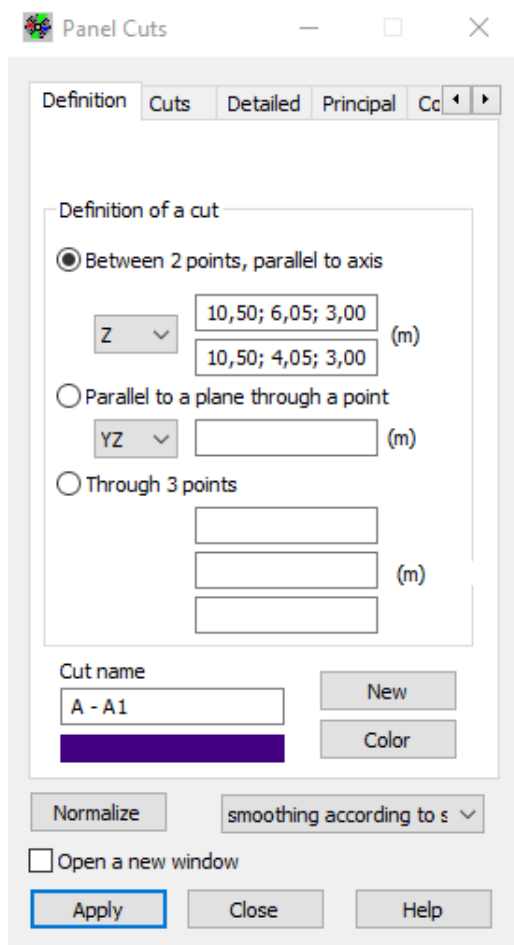 Panel Cuts
Definition Cuts Detailed Principal Co
Definition of a cut
Between 2 points, parallel to axis
10,50; 6,05; 3,00
Z (m)
10,50; 4,05; 3,00
Parallel to a plane through a point
YZ (m)
Through 3 points
(m)
Cut name
A - A1
New
Color
Normalize smoothing according to s
Open a new window
Apply Close Help